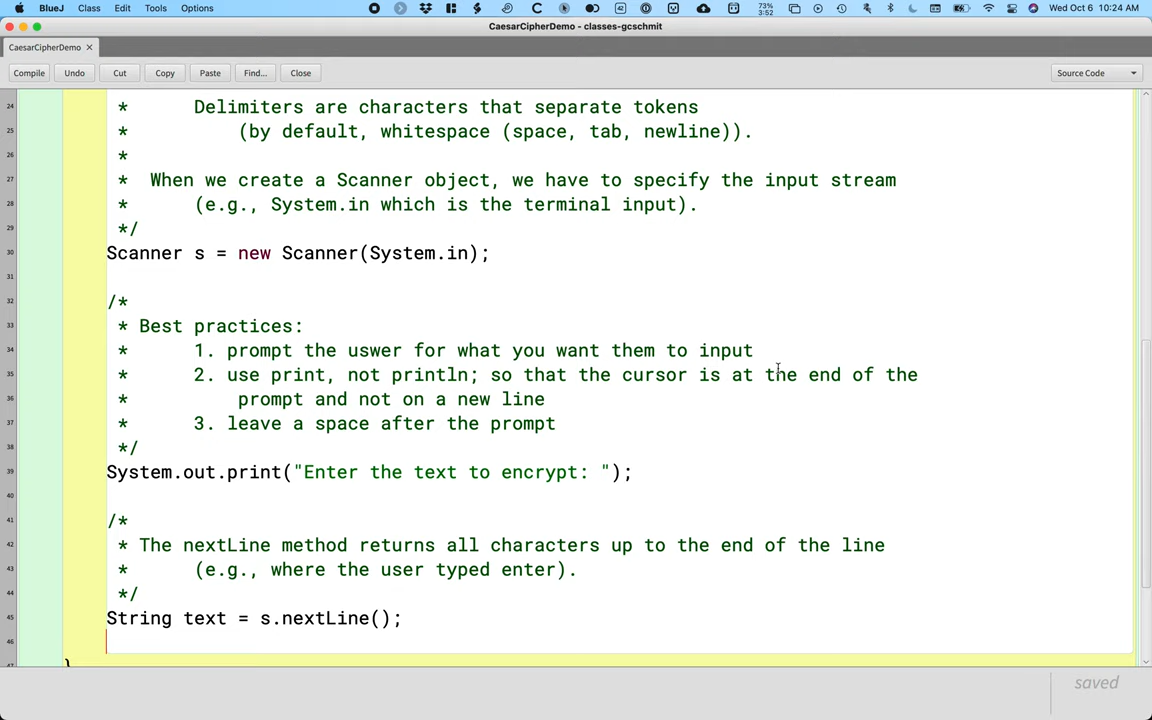 BlueJ Class Edit Tools Options 42 73% 3:52 Wed Oct 6 10:24 AM
CaesarCipherDemo - classes-gcschmit
CaesarCipherDemo ×
Compile Undo Cut Copy Paste Find... Close Source Code
24 * Delimiters are characters that separate tokens
25 * (by default, whitespace (space, tab, newline)).
26 *
27 * When we create a Scanner object, we have to specify the input stream
28 * (e.g., System.in which is the terminal input).
29 */
30 Scanner s = new Scanner(System.in);
31
32 /*
33 * Best practices:
34 * 1. prompt the uswer for what you want them to input
35 * 2. use print, not println; so that the cursor is at the end of the
36 * prompt and not on a new line
37 * 3. leave a space after the prompt
38 */
39 System.out.print("Enter the text to encrypt: ");
40
41 /*
42 * The nextLine method returns all characters up to the end of the line
43 * (e.g., where the user typed enter).
44 */
45 String text = s.nextLine();
46
47 }
saved